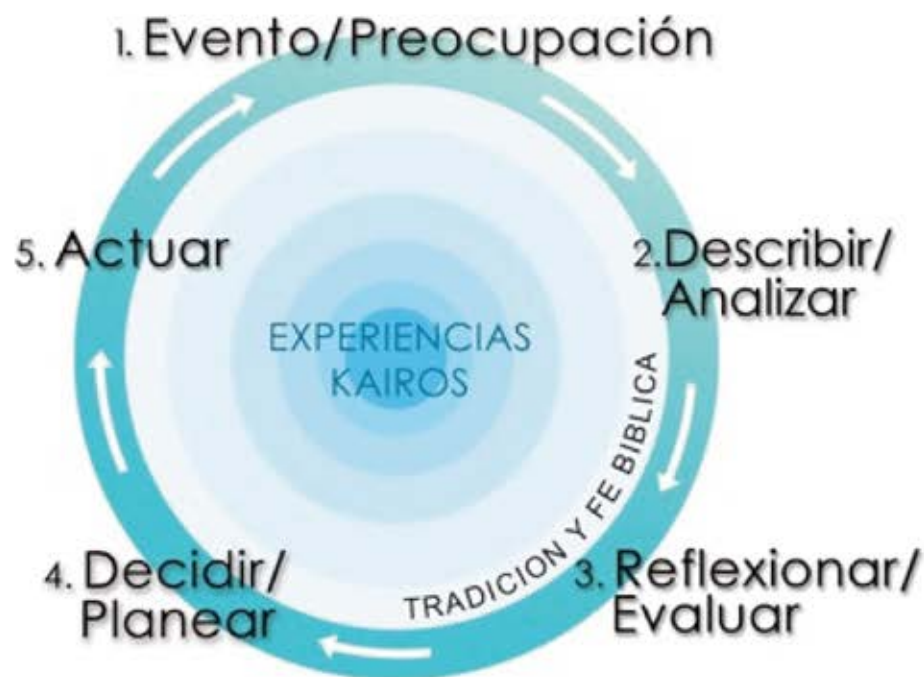 1. Evento/Preocupación
2. Describir/
Analizar
3. Reflexionar/
Evaluar
4. Decidir/
Planear
5. Actuar
EXPERIENCIAS
KAIROS
TRADICION Y FE BIBLICA